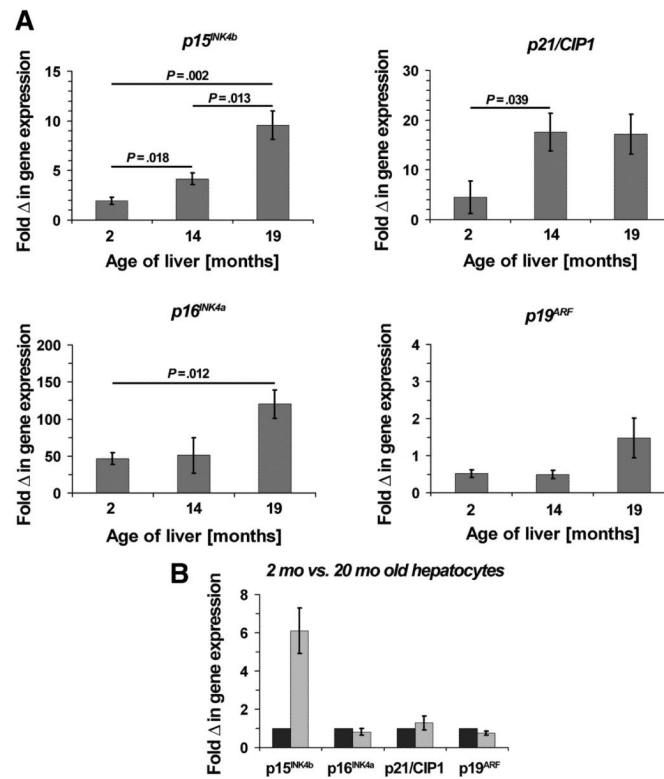 A
p15INK4b
15
10
5
0
P = .002
P = .013
P = .018
2 14 19
Age of liver [months]
Fold Δ in gene expression
p21/CIP1
30
20
10
0
P = .039
2 14 19
Age of liver [months]
Fold Δ in gene expression
p16INK4a
200
150
100
50
0
P = .012
2 14 19
Age of liver [months]
Fold Δ in gene expression
p19ARF
4
3
2
1
0
2 14 19
Age of liver [months]
Fold Δ in gene expression
B
2 mo vs. 20 mo old hepatocytes
8
6
4
2
0
p15INK4b p16INK4a p21/CIP1 p19ARF
Fold Δ in gene expression